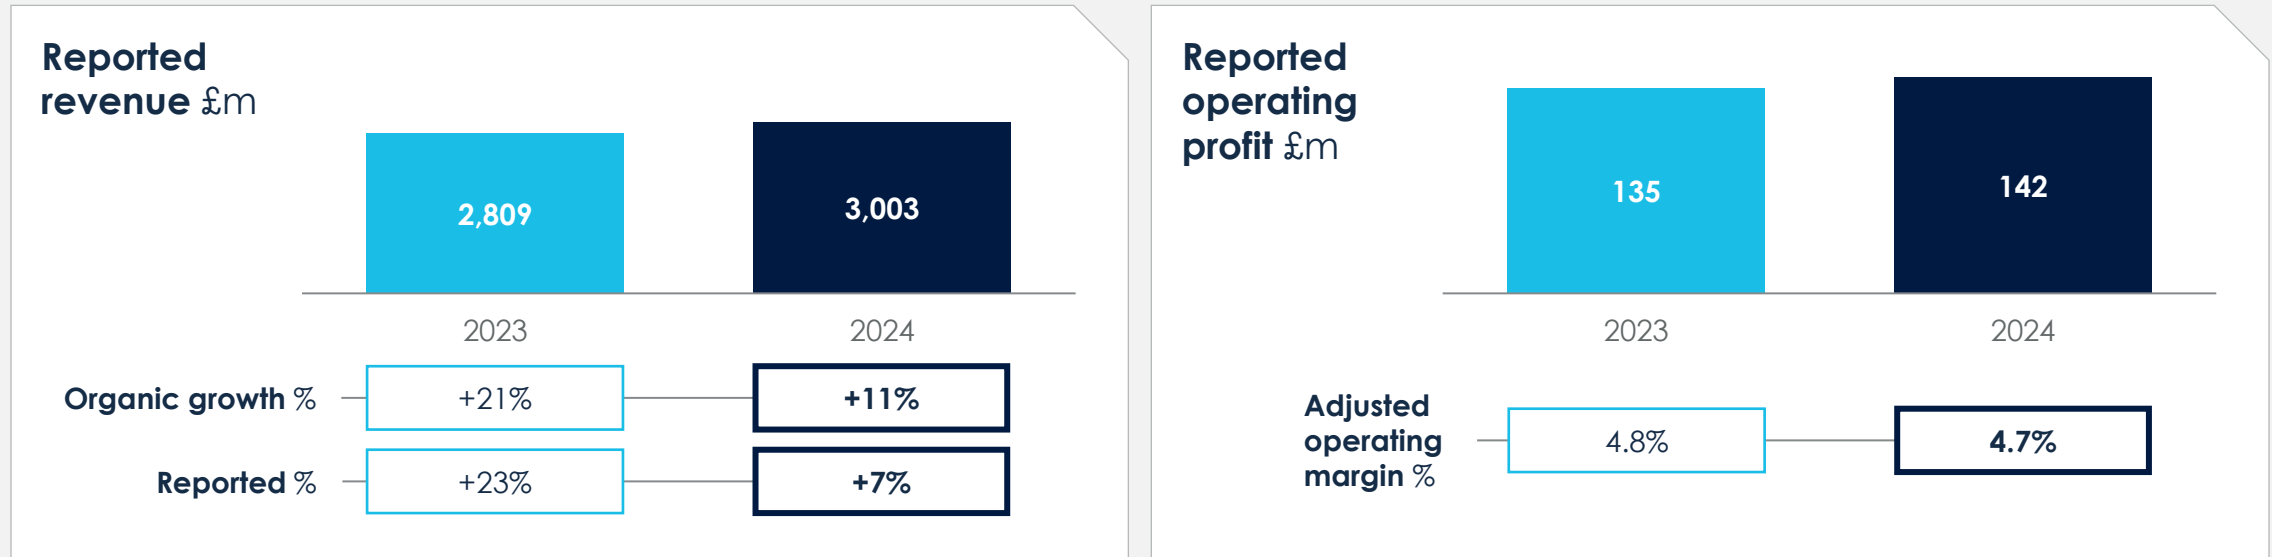 Reported
revenue £m
2,809
3,003
2023
2024
Organic growth %
+21%
+11%
Reported %
+23%
+7%
Reported
operating
profit £m
135
142
2023
2024
Adjusted
operating
margin %
4.8%
4.7%